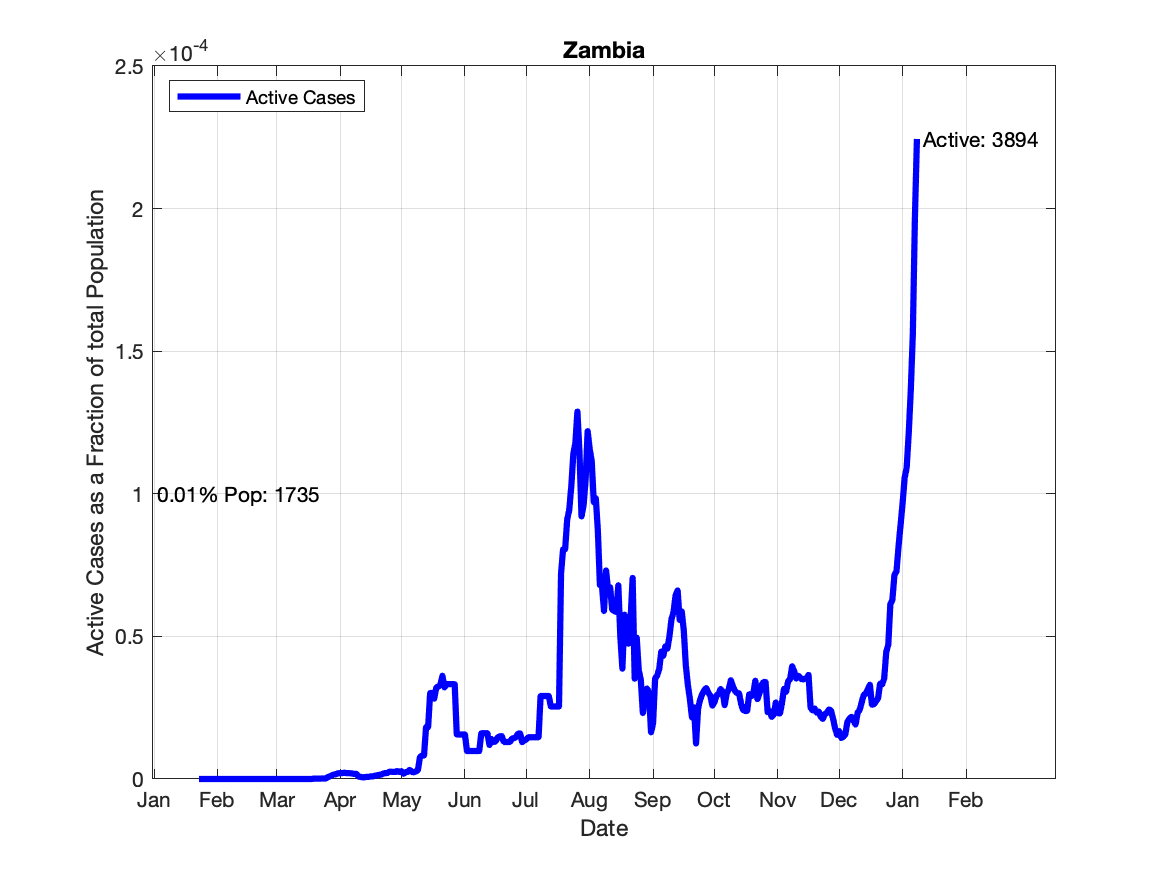 Zambia
×10-4
Active Cases
Active: 3894
0.01% Pop: 1735
2.5
2
1.5
1
0.5
0
Active Cases as a Fraction of total Population
Jan Feb Mar Apr May Jun Jul Aug Sep Oct Nov Dec Jan Feb
Date